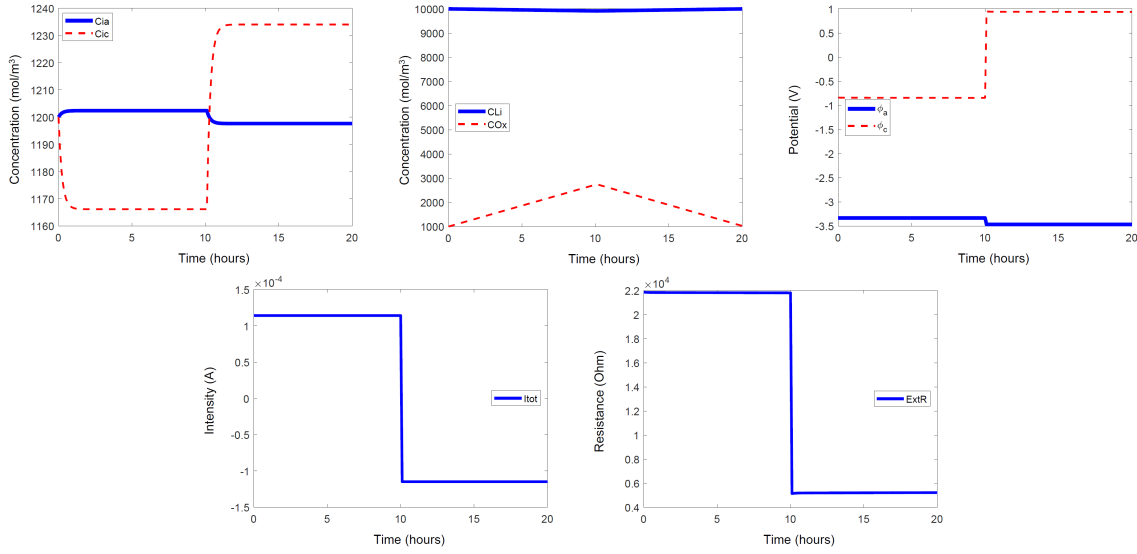 Concentration (mol/m³)
1240
1230
1220
1210
1200
1190
1180
1170
1160
0 5 10 15 20
Time (hours)
Cia
Cic
Concentration (mol/m³)
10000
9000
8000
7000
6000
5000
4000
3000
2000
1000
0 5 10 15 20
Time (hours)
CLi
COx
Potential (V)
1
0.5
0
-0.5
-1
-1.5
-2
-2.5
-3
-3.5
0 5 10 15 20
Time (hours)
ϕa
ϕc
×10⁻⁴
Intensity (A)
1.5
1
0.5
0
-0.5
-1
-1.5
0 5 10 15 20
Time (hours)
Itot
×10⁴
Resistance (Ohm)
2.2
2
1.8
1.6
1.4
1.2
1
0.8
0.6
0.4
0 5 10 15 20
Time (hours)
ExtR